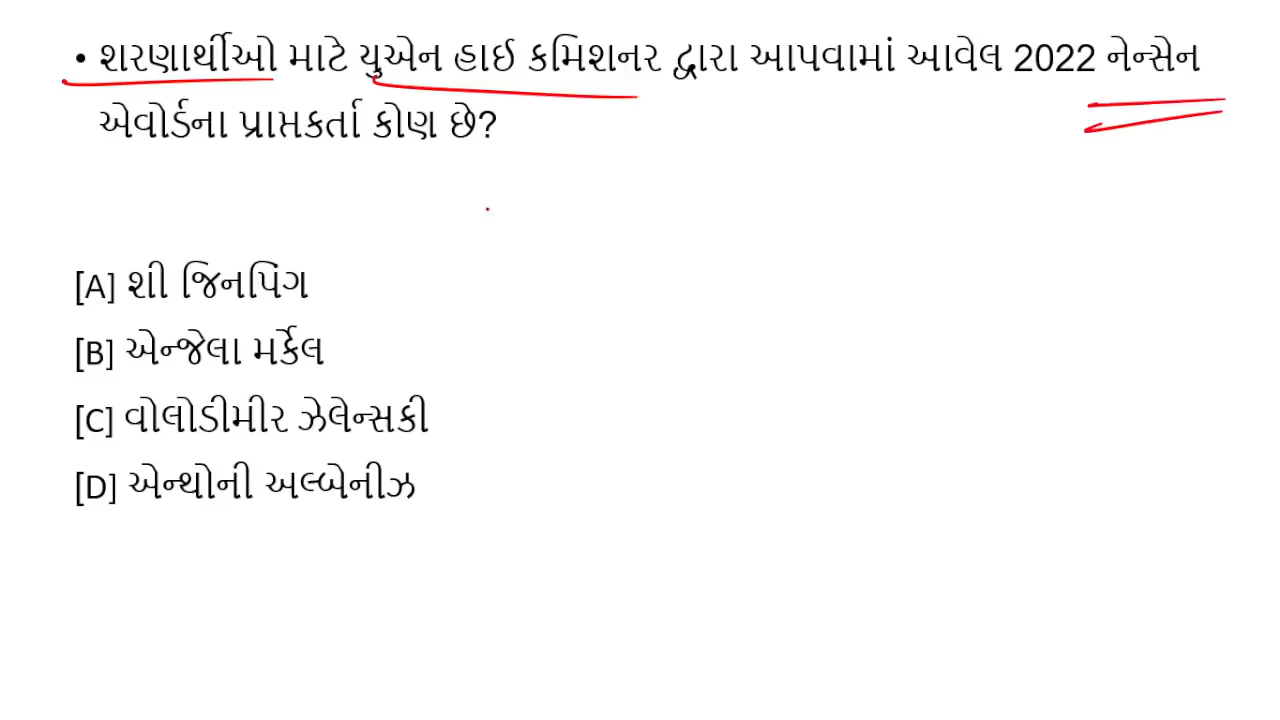 • શરણાર્થીઓ માટે યુએન હાઈ કમિશનર દ્વારા આપવામાં આવેલ 2022 નેન્સેન
એવોર્ડના પ્રાપ્તકર્તા કોણ છે?
[A] શી જિનપિંગ
[B] એન્જેલા મર્કેલ
[C] વોલોડીમીર ઝેલેન્સકી
[D] એન્થોની અલ્બેનીઝ